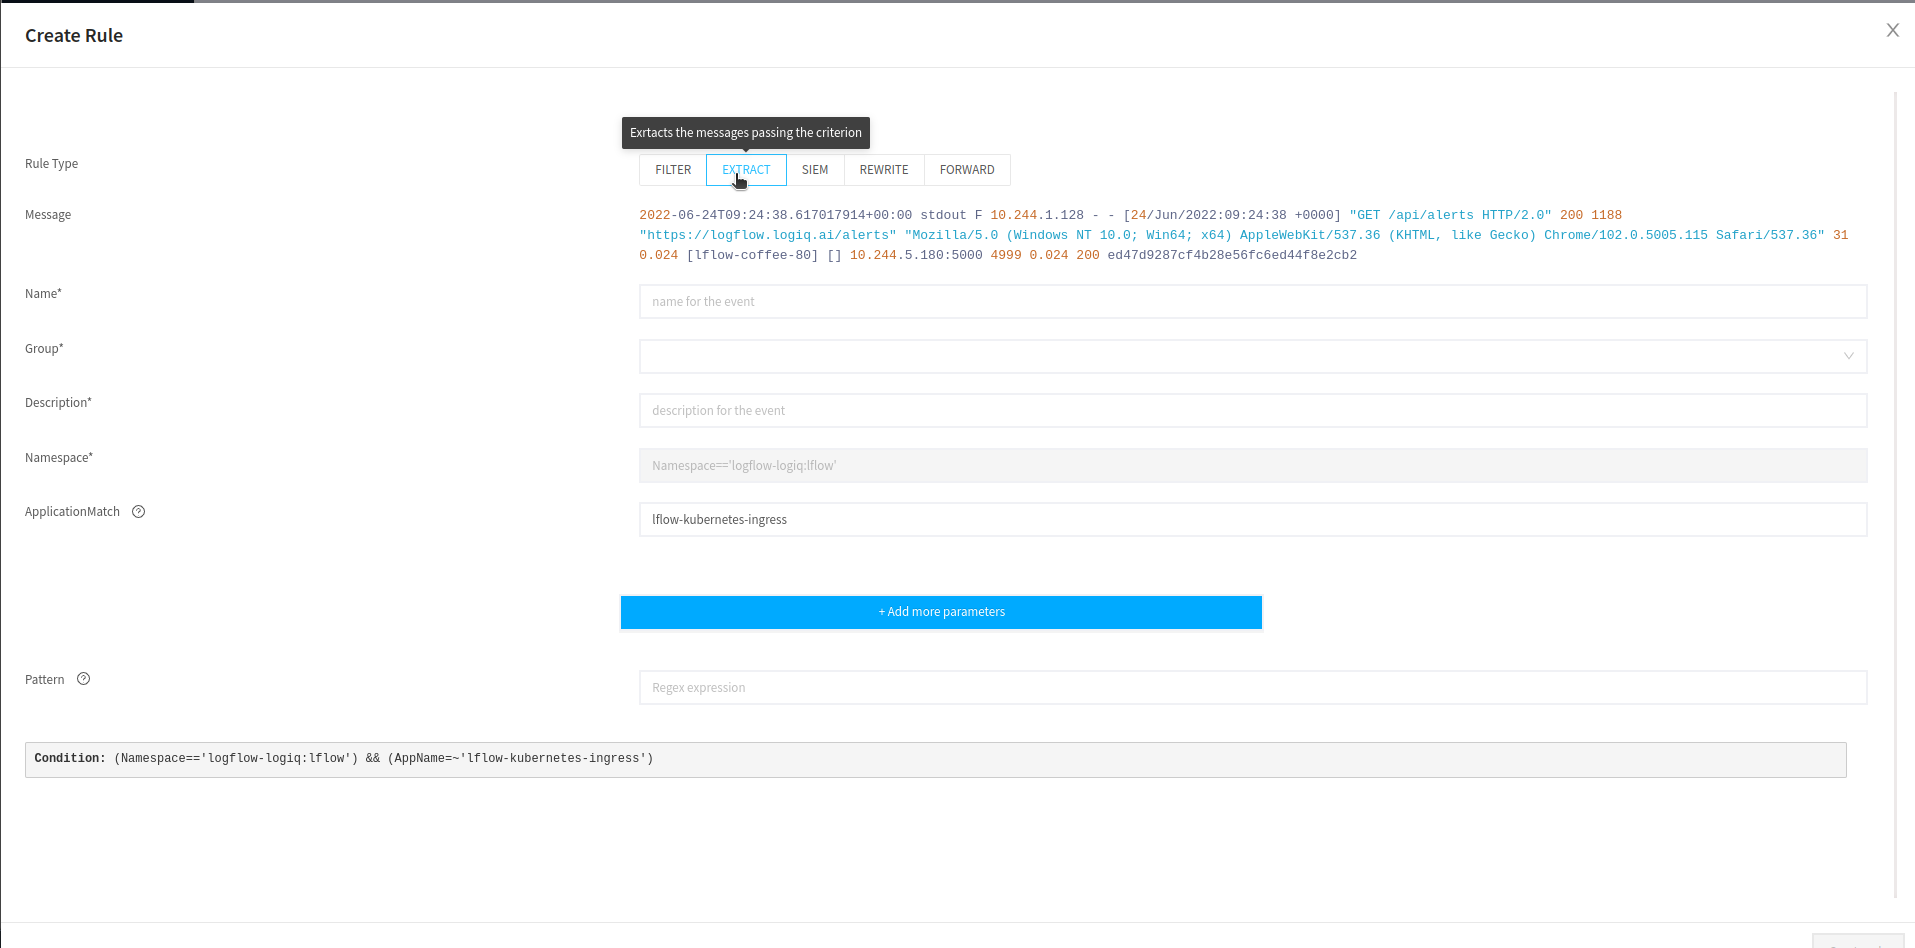 Create Rule
Exrtacts the messages passing the criterion
Rule Type
FILTER EXTRACT SIEM REWRITE FORWARD
Message
2022-06-24T09:24:38.617017914+00:00 stdout F 10.244.1.128 - - [24/Jun/2022:09:24:38 +0000] "GET /api/alerts HTTP/2.0" 200 1188
"https://logflow.logiq.ai/alerts" "Mozilla/5.0 (Windows NT 10.0; Win64; x64) AppleWebKit/537.36 (KHTML, like Gecko) Chrome/102.0.5005.115 Safari/537.36" 31
0.024 [lflow-coffee-80] [] 10.244.5.180:5000 4999 0.024 200 ed47d9287cf4b28e56fc6ed44f8e2cb2
Name*
name for the event
Group*
Description*
description for the event
Namespace*
Namespace=='logflow-logiq:lflow'
ApplicationMatch
lflow-kubernetes-ingress
+ Add more parameters
Pattern
Regex expression
Condition: (Namespace=='logflow-logiq:lflow') && (AppName=~'lflow-kubernetes-ingress')